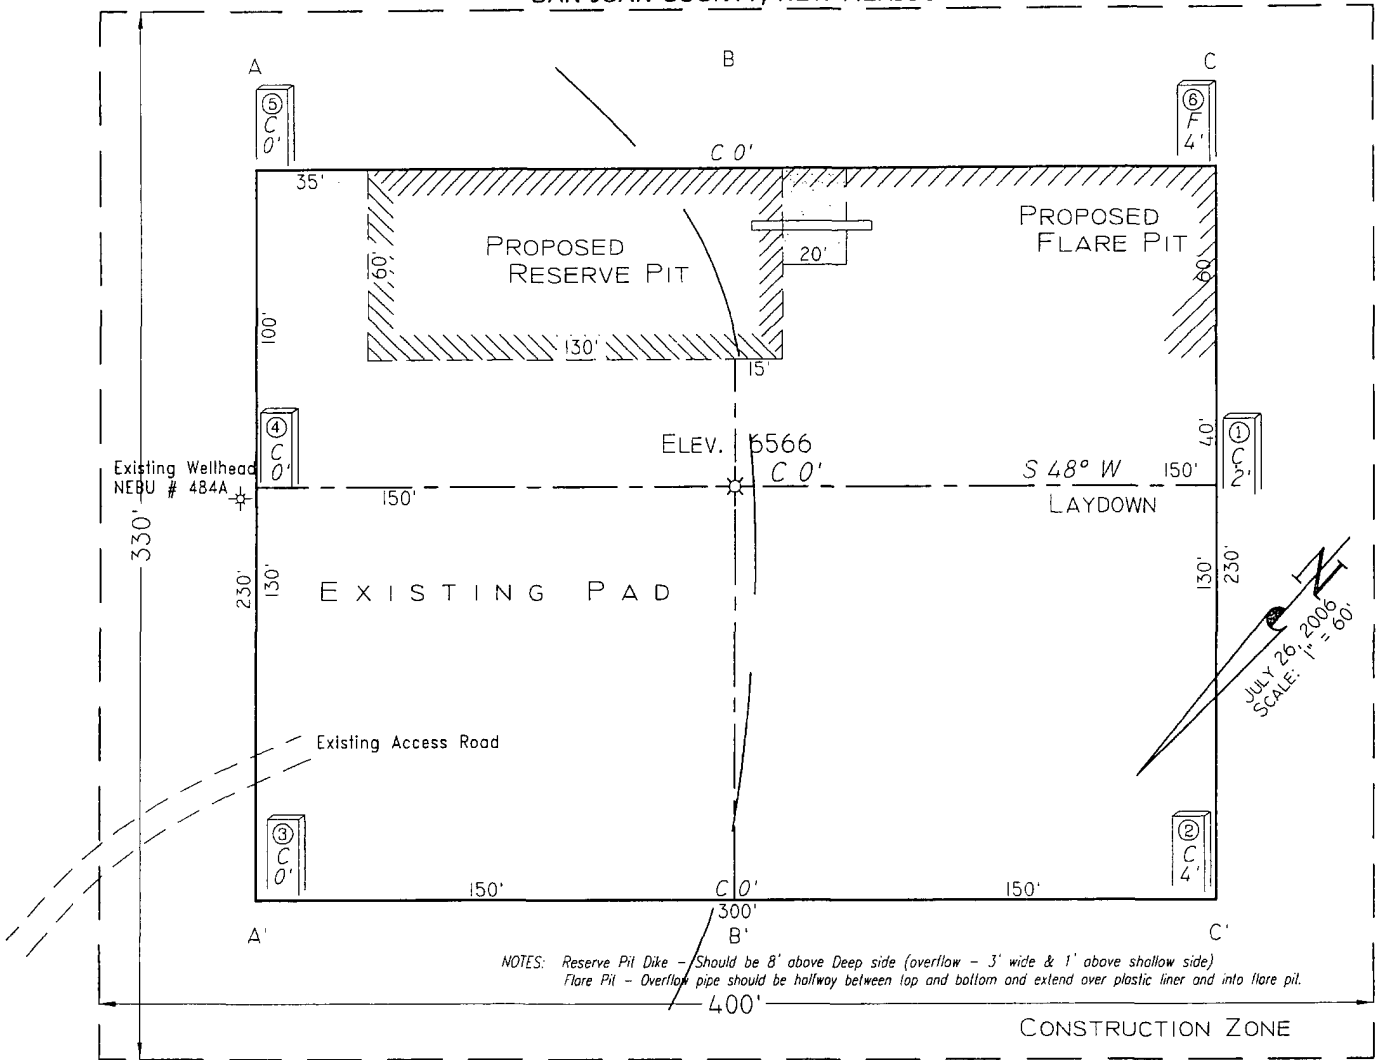 SAN JUAN COUNTY, NEW MEXICO
A
B
C
5
C
0'
6
F
4'
C 0'
35'
PROPOSED
RESERVE PIT
60'
130'
15'
20'
PROPOSED
FLARE PIT
60'
100'
4
C
0'
ELEV. 6566
C 0'
40'
1
C
2'
Existing Wellhead
NEBU # 484A
150'
S 48° W
150'
LAYDOWN
330'
230'
130'
EXISTING PAD
130'
230'
N
JULY 26, 2006
SCALE: 1" = 60'
Existing Access Road
3
C
0'
2
C
4'
150'
C 0'
150'
300'
A'
B'
C'
NOTES: Reserve Pit Dike - Should be 8' above Deep side (overflow - 3' wide & 1' above shallow side)
Flare Pit - Overflow pipe should be halfway between top and bottom and extend over plastic liner and into flare pit.
400'
CONSTRUCTION ZONE